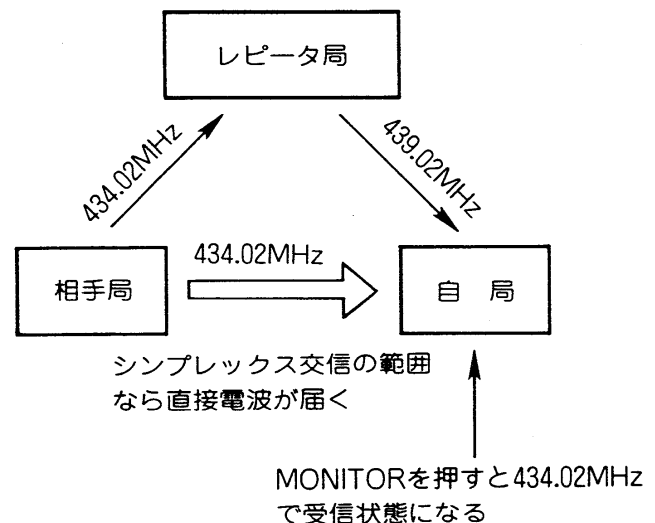 レピータ局
434.02MHz
439.02MHz
相手局
434.02MHz
自 局
シンプレックス交信の範囲
なら直接電波が届く
MONITORを押すと434.02MHz
で受信状態になる